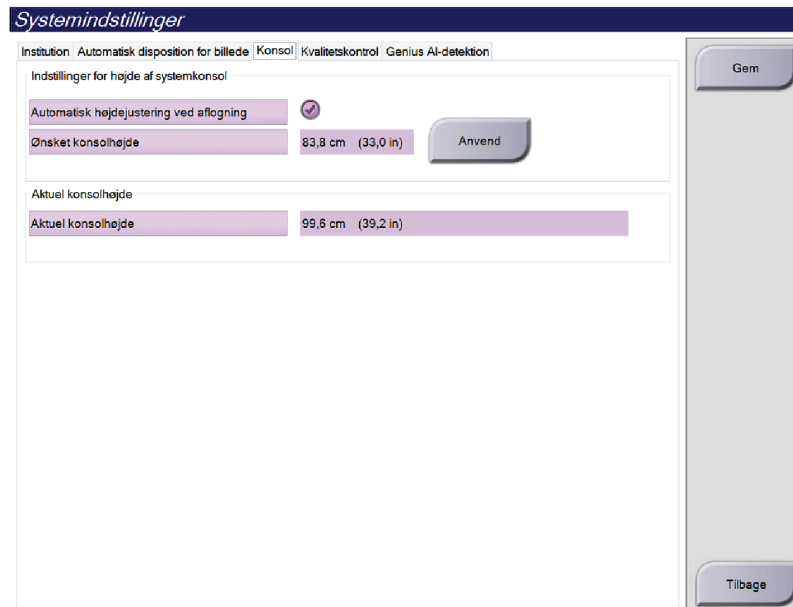 Systemindstillinger
Institution Automatisk disposition for billede Konsol Kvalitetskontrol Genius AI-detektion
Gem
Indstillinger for højde af systemkonsol
Automatisk højdejustering ved aflogning
Ønsket konsolhøjde 83,8 cm (33,0 in) Anvend
Aktuel konsolhøjde
Aktuel konsolhøjde 99,6 cm (39,2 in)
Tilbage